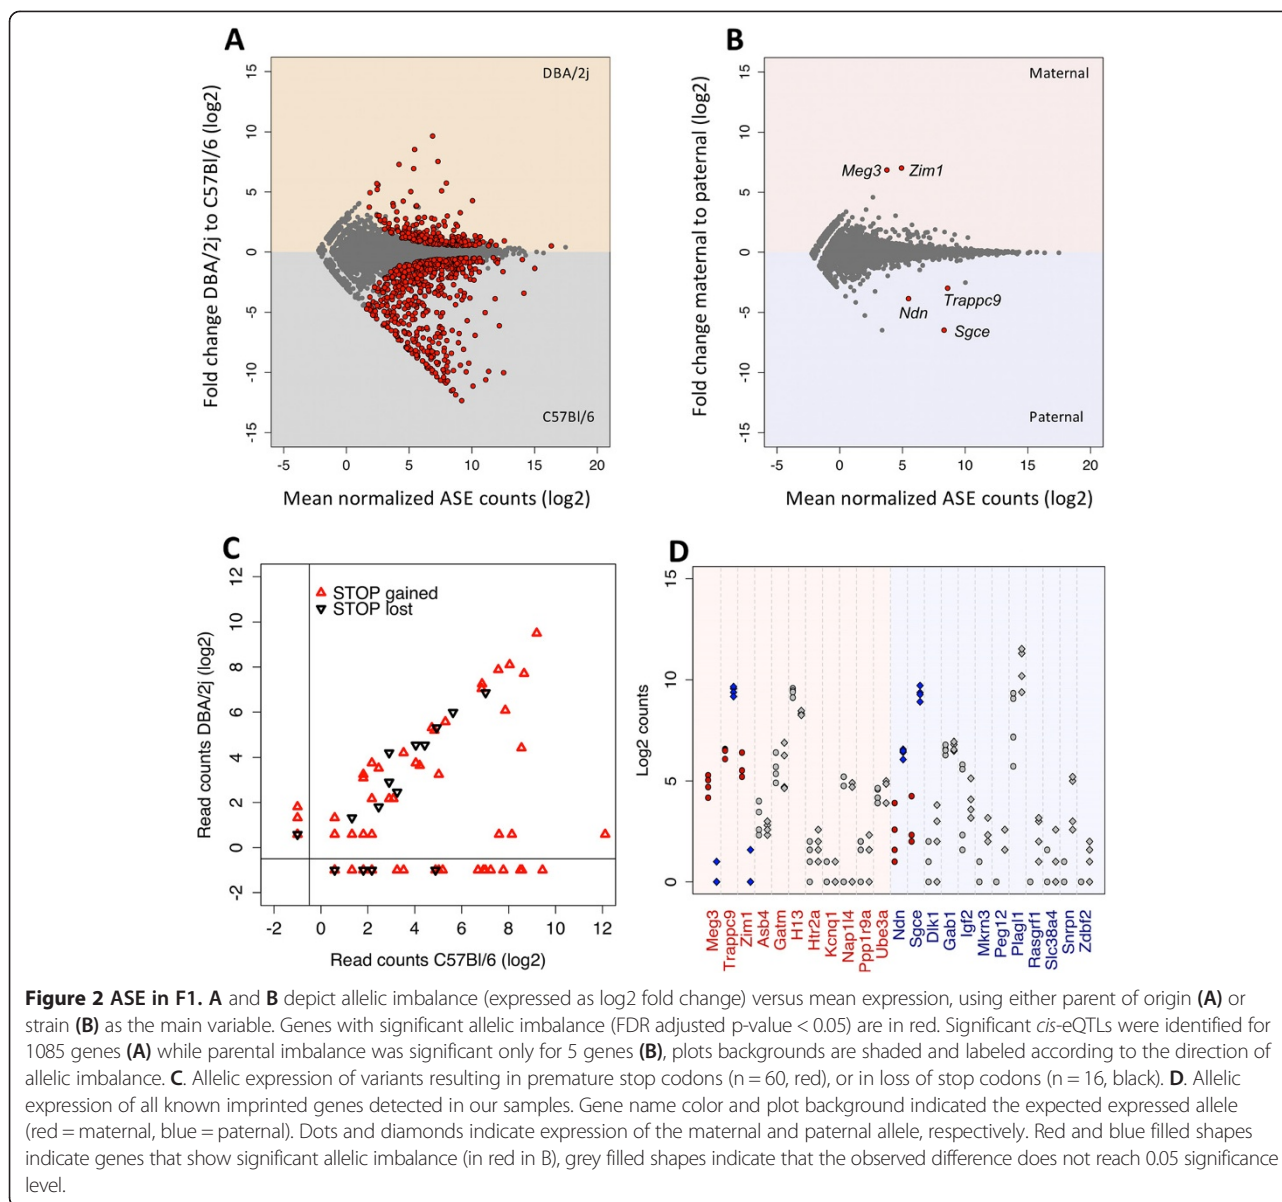 A
Fold change DBA/2j to C57Bl/6 (log2)
15
10
5
0
-5
-10
-15
DBA/2j
C57Bl/6
-5 0 5 10 15 20
Mean normalized ASE counts (log2)
B
Fold change maternal to paternal (log2)
15
10
5
0
-5
-10
-15
Maternal
Meg3 Zim1
Trappc9
Ndn
Sgce
Paternal
-5 0 5 10 15 20
Mean normalized ASE counts (log2)
C
Read counts DBA/2j (log2)
12
10
8
6
4
2
0
-2
STOP gained
STOP lost
-2 0 2 4 6 8 10 12
Read counts C57Bl/6 (log2)
D
Log2 counts
15
10
5
0
Meg3
Trappc9
Zim1
Asb4
Gatm
H13
Htr2a
Kcnq1
Nap1l4
Ppp1r9a
Ube3a
Ndn
Sgce
Dlk1
Gab1
Igf2
Mkrn3
Peg12
Plagl1
Rasgrf1
Slc38a4
Snrpn
Zdbf2
Figure 2 ASE in F1. A and B depict allelic imbalance (expressed as log2 fold change) versus mean expression, using either parent of origin (A) or
strain (B) as the main variable. Genes with significant allelic imbalance (FDR adjusted p-value < 0.05) are in red. Significant cis-eQTLs were identified for
1085 genes (A) while parental imbalance was significant only for 5 genes (B), plots backgrounds are shaded and labeled according to the direction of
allelic imbalance. C. Allelic expression of variants resulting in premature stop codons (n = 60, red), or in loss of stop codons (n = 16, black). D. Allelic
expression of all known imprinted genes detected in our samples. Gene name color and plot background indicated the expected expressed allele
(red = maternal, blue = paternal). Dots and diamonds indicate expression of the maternal and paternal allele, respectively. Red and blue filled shapes
indicate genes that show significant allelic imbalance (in red in B), grey filled shapes indicate that the observed difference does not reach 0.05 significance
level.